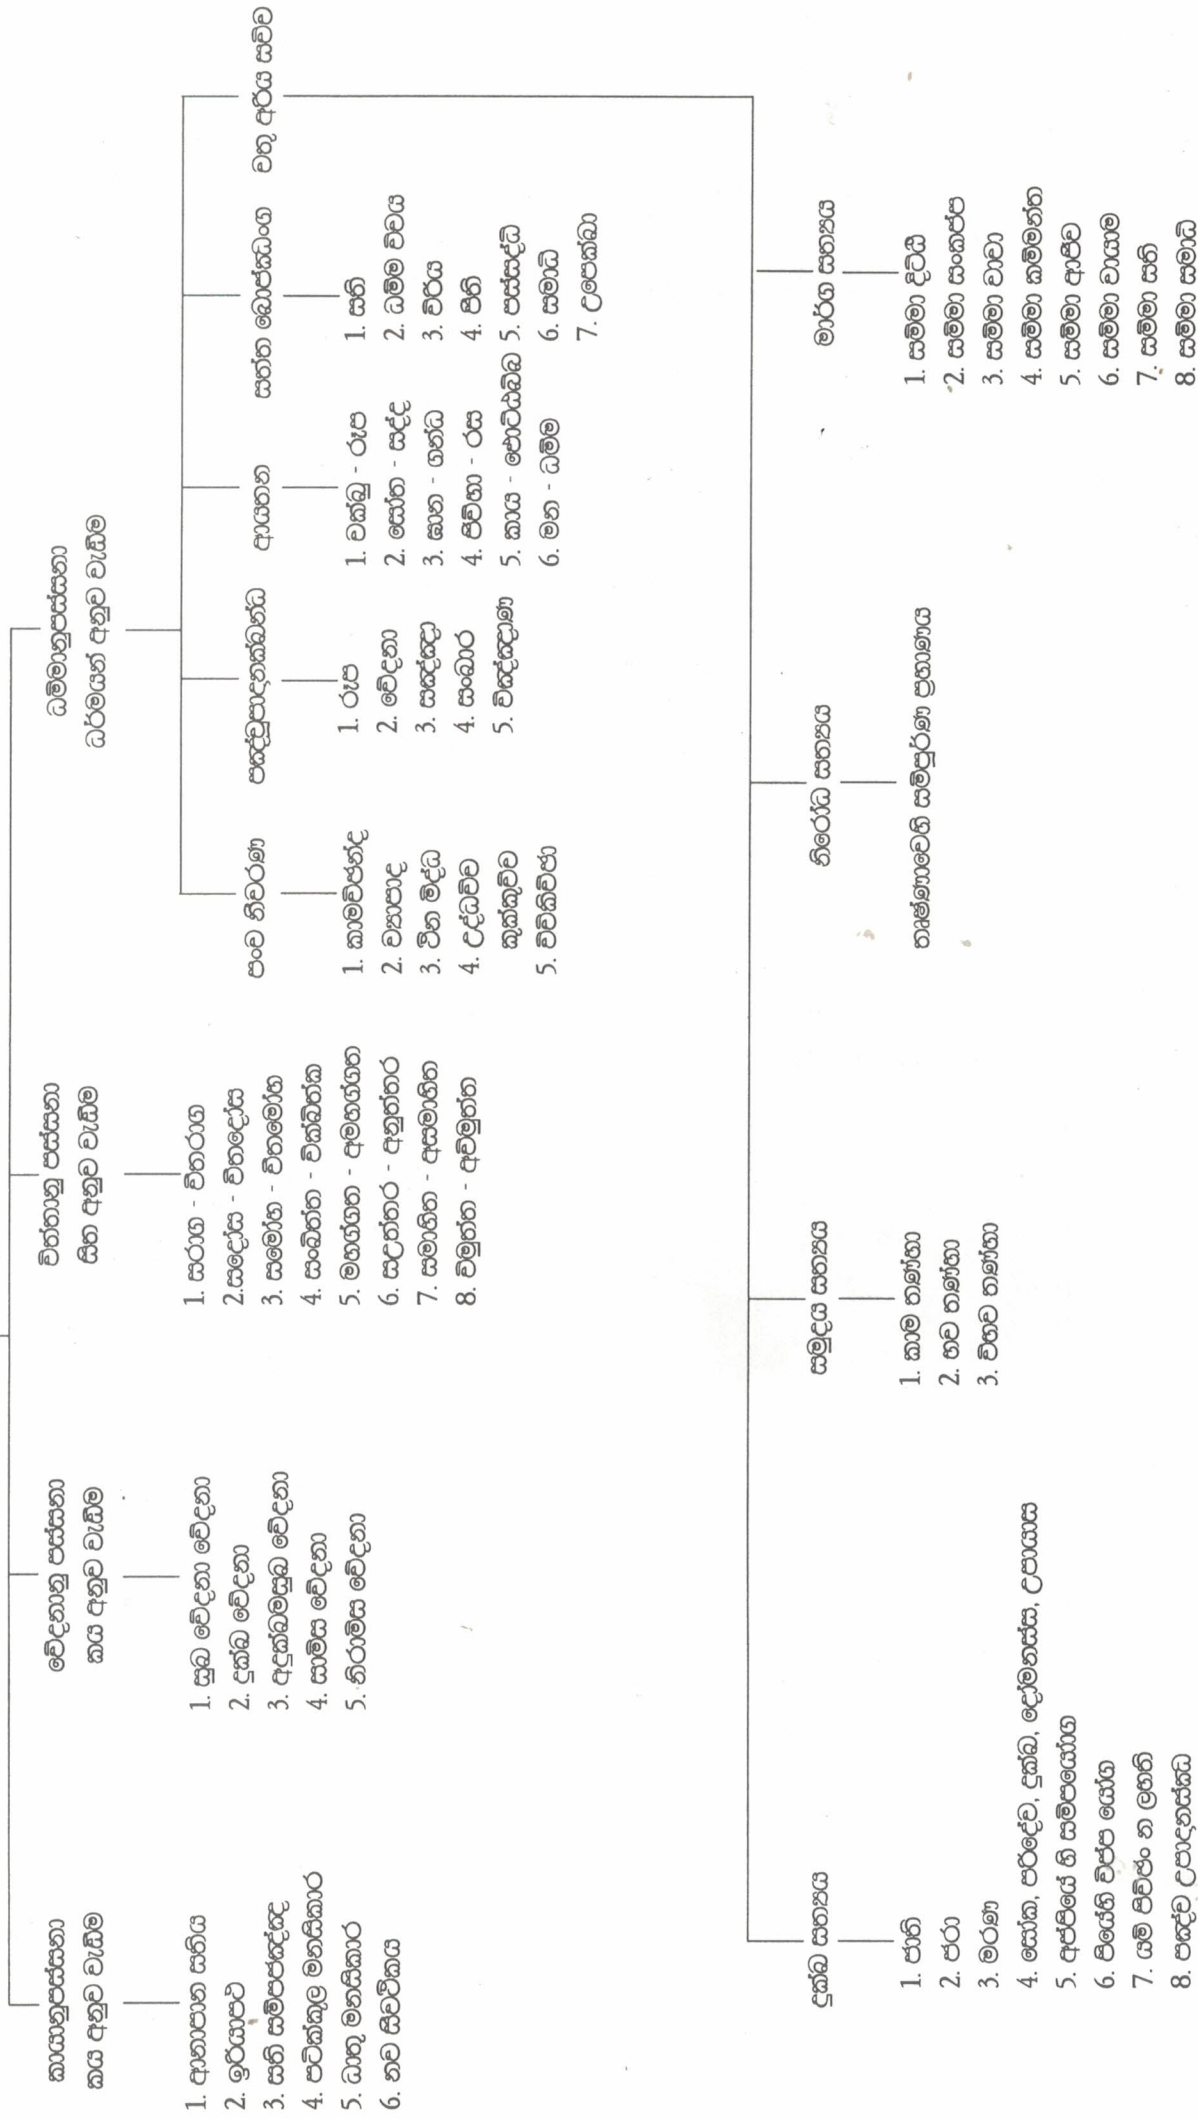 කායානුපස්සනා
කය අනුව වැඩීම
1. ආනාපාන සතිය
2. ඉරියාපථ
3. සති සම්පජඤ්ඤ
4. පටික්කුල මනසිකාර
5. ධාතු මනසිකාර
6. නව සීවථිකය
වේදනානු පස්සනා
කය අනුව වැඩීම
1. සුඛ වේදනා වේදනා
2. දුක්ඛ වේදනා
3. අදුක්ඛමසුඛ වේදනා
4. සාමිස වේදනා
5. නිරාමිස වේදනා
චිත්තානු පස්සනා
සිත අනුව වැඩීම
1. සරාග - විතරාග
2.සදෝස - විතදෝස
3. සමෝහ - විතමෝහ
4. සංඛිත්ත - වික්ඛිත්ක
5. මහග්ගත - අමහග්ගත
6. සඋත්තර - අනුත්තර
7. සමාහිත - අසමාහිත
8. විමුත්ත - අවිමුත්ත
ධම්මානුපස්සනා
ධර්මයන් අනුව වැඩීම
පංච නීවරණ
1. කාමච්ඡන්ද
2. ව්‍යාපාද
3. ථින මිද්ධ
4. උද්ධච්ච
කුක්කුච්ච
5. විචිකිච්ඡා
පඤ්චුපාදානක්ඛන්ධ
1. රූප
2. වේදනා
3. සඤ්ඤා
4. සංඛාර
5. විඤ්ඤාණ
ආයතන
1. චක්ඛු - රූප
2. සෝත - සද්ද
3. ඝාන - ගන්ධ
4. ජිව්හා - රස
5. කාය - පොට්ඨබ්බ
6. මන - ධම්ම
සත්ත බොජ්ඣංග
1. සති
2. ධම්ම විචය
3. විරිය
4. පීති
5. පස්සද්ධි
6. සමාධි
7. උපෙක්ඛා
චතු අරිය සච්ච
දුක්ඛ සත්‍යය
1. ජාති
2. ජරා
3. මරණ
4. සෝක, පරිදේව, දුක්ඛ, දෝමනස්ස, උපායාස
5. අප්පියේ හි සම්පයෝග
6. පියේහි විප්ප යෝග
7. යම් පිච්ඡං න ලභති
8. පඤ්ච උපාදානස්කධ
සමුදය සත්‍යය
1. කාම තණ්හා
2. භව තණ්හා
3. විභව තණ්හා
නිරෝධ සත්‍යය
තෘෂ්ණාවෙහි සම්පූර්ණ ප්‍රහාණය
මාර්ග සත්‍යය
1. සම්මා දිට්ඨි
2. සම්මා සංකප්ප
3. සම්මා වාචා
4. සම්මා කම්මන්ත
5. සම්මා ආජීව
6. සම්මා වායාම
7. සම්මා සති
8. සම්මා සමාධි